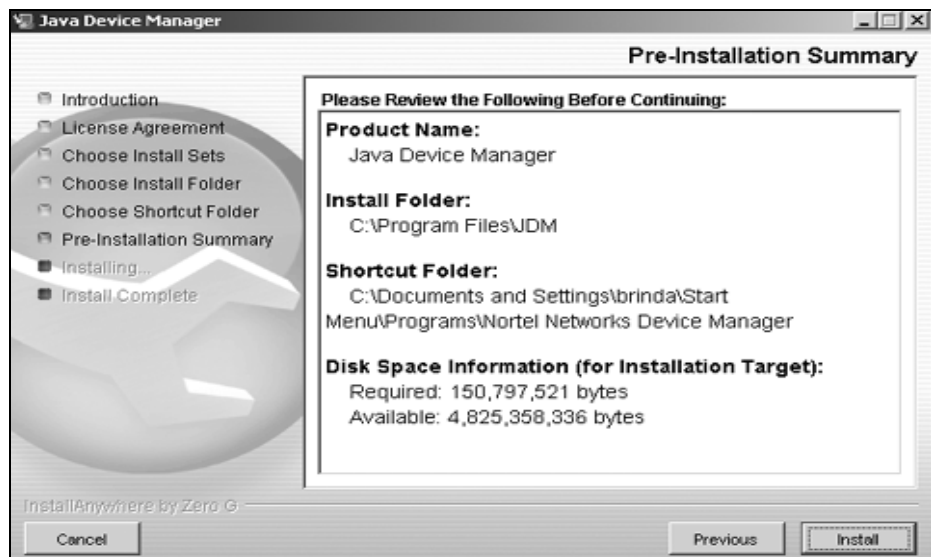 Java Device Manager
Pre-Installation Summary
Introduction
License Agreement
Choose Install Sets
Choose Install Folder
Choose Shortcut Folder
Pre-Installation Summary
Installing...
Install Complete
Please Review the Following Before Continuing:
Product Name:
Java Device Manager
Install Folder:
C:\Program Files\JDM
Shortcut Folder:
C:\Documents and Settings\brinda\Start
Menu\Programs\Nortel Networks Device Manager
Disk Space Information (for Installation Target):
Required: 150,797,521 bytes
Available: 4,825,358,336 bytes
InstallAnywhere by Zero G
Cancel
Previous
Install